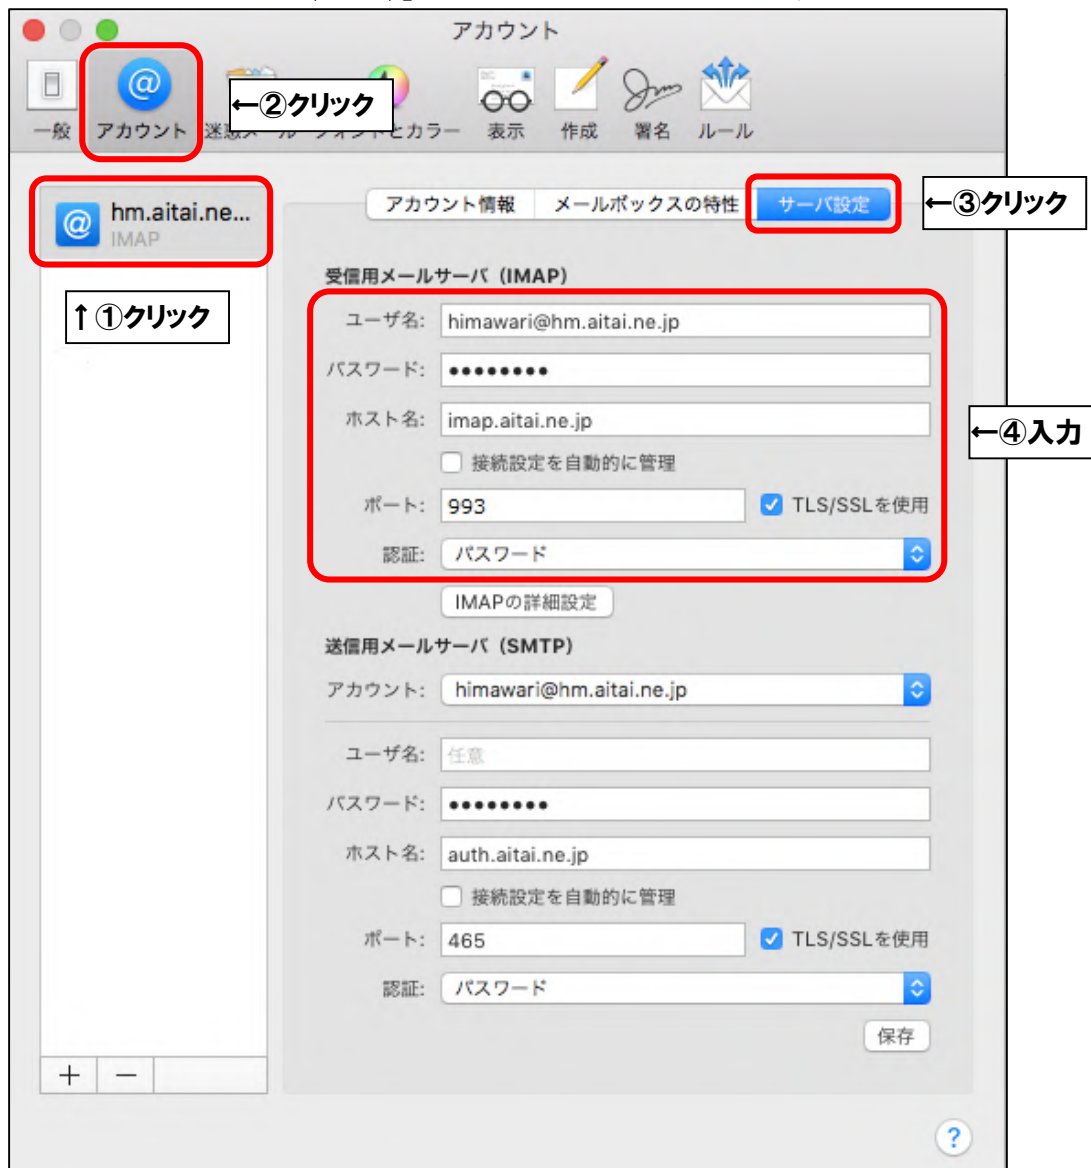 アカウント
一般 アカウント 表示 作成 署名 ルール
←②クリック
hm.aitai.ne...
IMAP
↑①クリック
アカウント情報 メールボックスの特性 サーバ設定
←③クリック
受信用メールサーバ（IMAP）
ユーザ名: himawari@hm.aitai.ne.jp
パスワード: ●●●●●●●●
ホスト名: imap.aitai.ne.jp
←④入力
接続設定を自動的に管理
ポート: 993 TLS/SSLを使用
認証: パスワード
IMAPの詳細設定
送信用メールサーバ（SMTP）
アカウント: himawari@hm.aitai.ne.jp
ユーザ名: 任意
パスワード: ●●●●●●●●
ホスト名: auth.aitai.ne.jp
接続設定を自動的に管理
ポート: 465 TLS/SSLを使用
認証: パスワード
保存
+ −
?